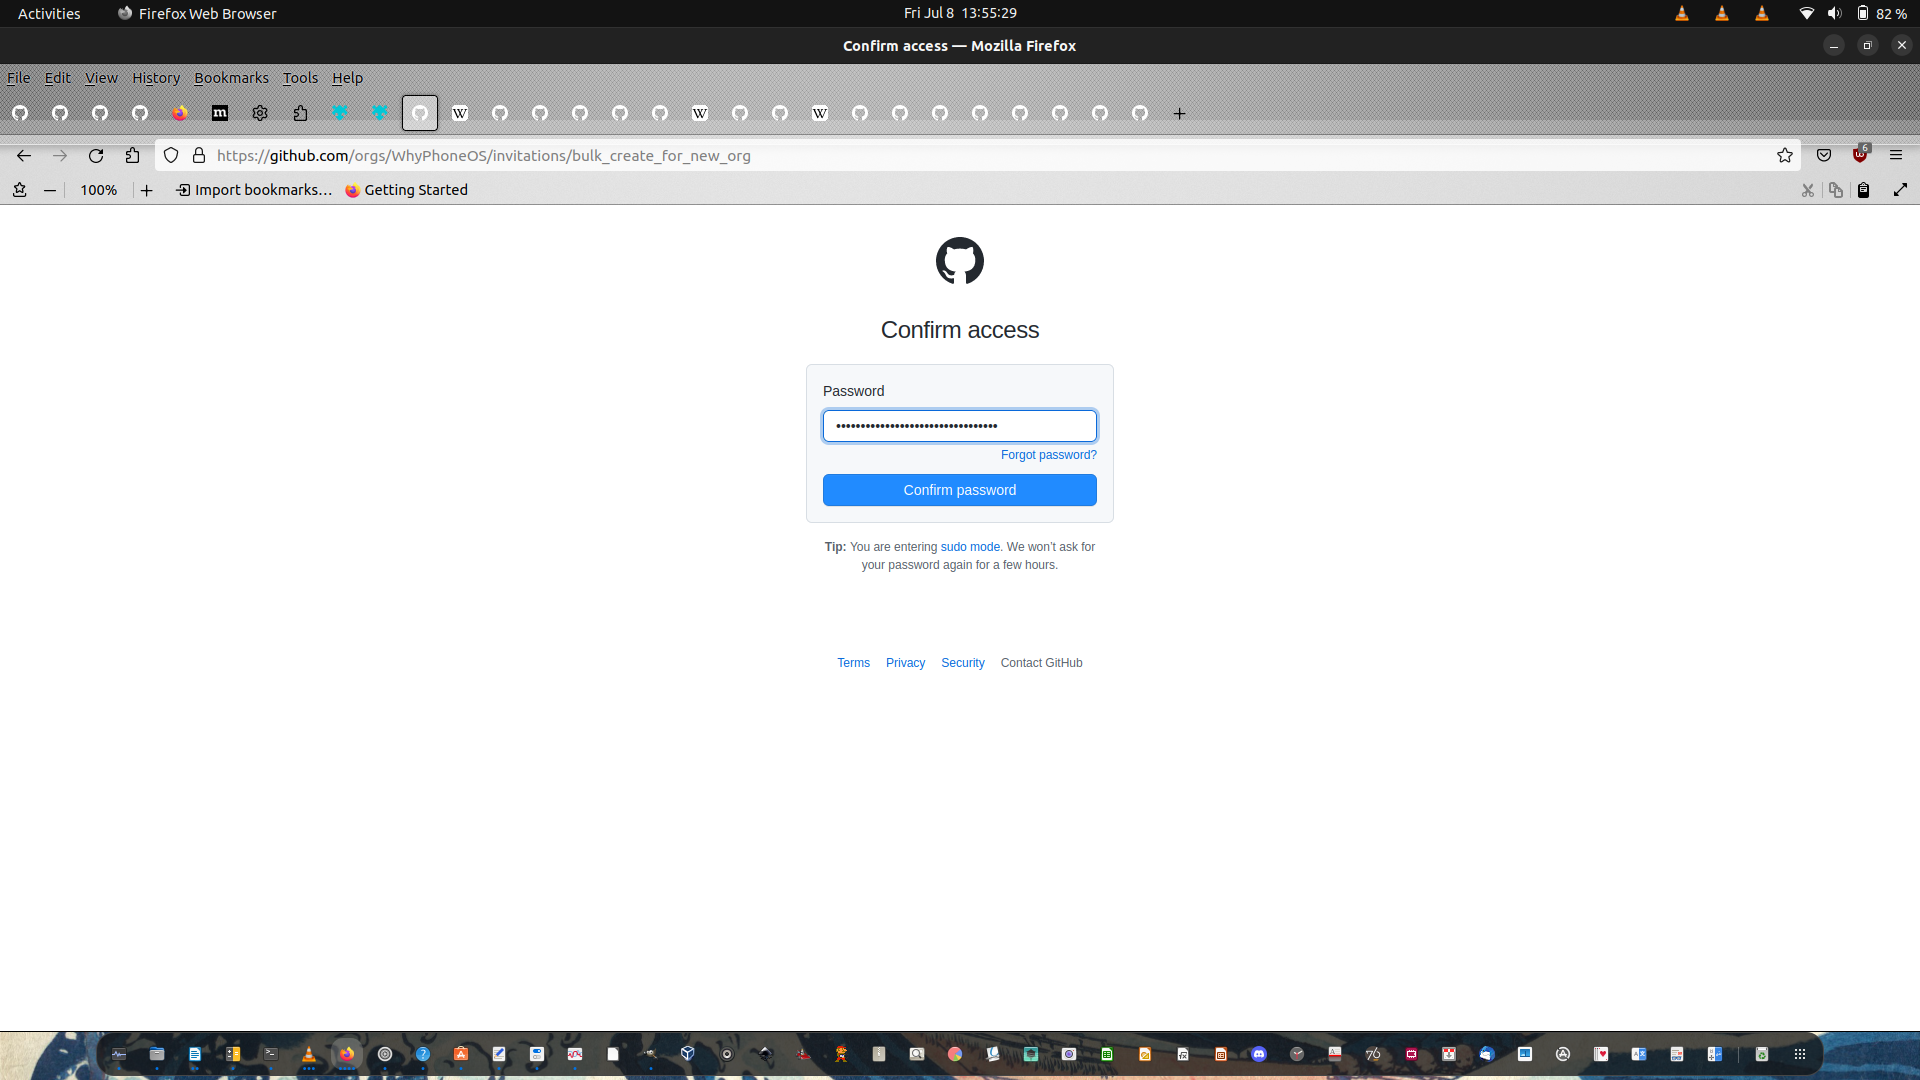 Activities
Firefox Web Browser
Fri Jul 8 13:55:29
82 %
Confirm access — Mozilla Firefox
File Edit View History Bookmarks Tools Help
https://github.com/orgs/WhyPhoneOS/invitations/bulk_create_for_new_org
6
100%
Import bookmarks…
Getting Started
Confirm access
Password
•••••••••••••••••••••••••••••••••
Forgot password?
Confirm password
Tip: You are entering sudo mode. We won’t ask for
your password again for a few hours.
Terms Privacy Security Contact GitHub